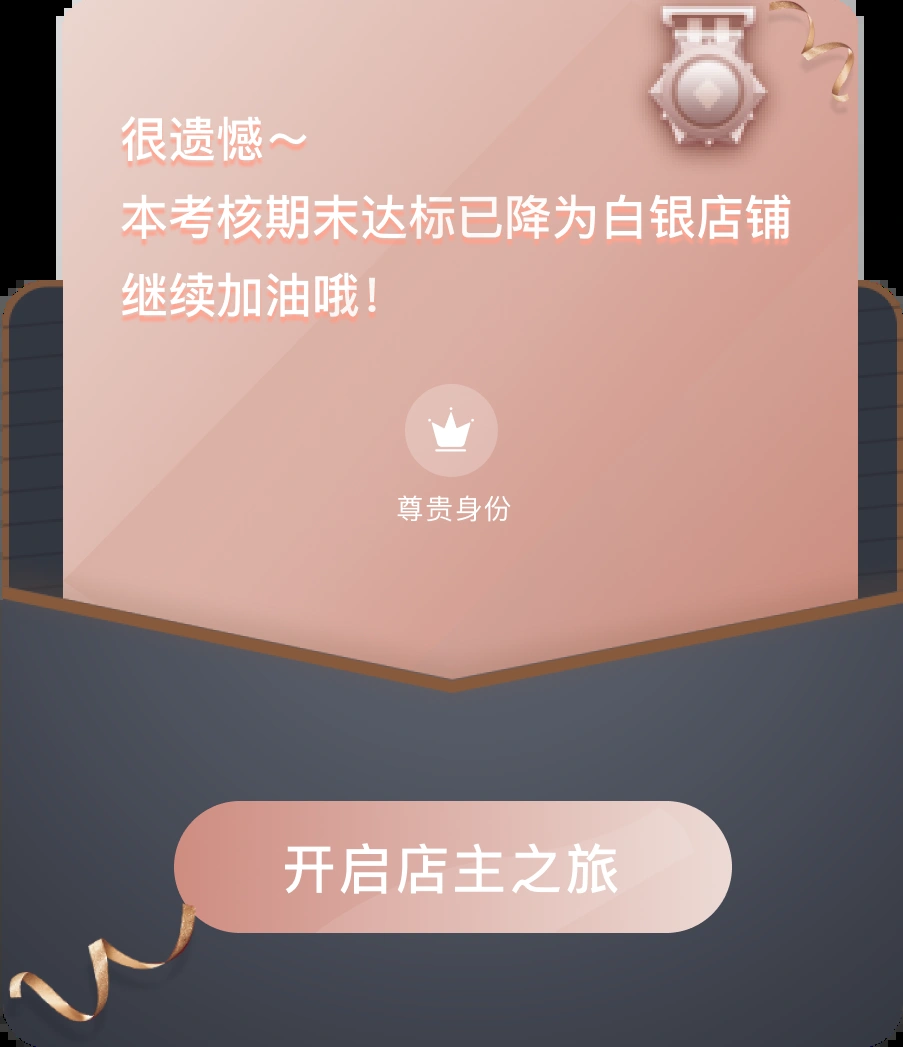 很遗憾～
本考核期末达标已降为白银店铺
继续加油哦！
尊贵身份
开启店主之旅